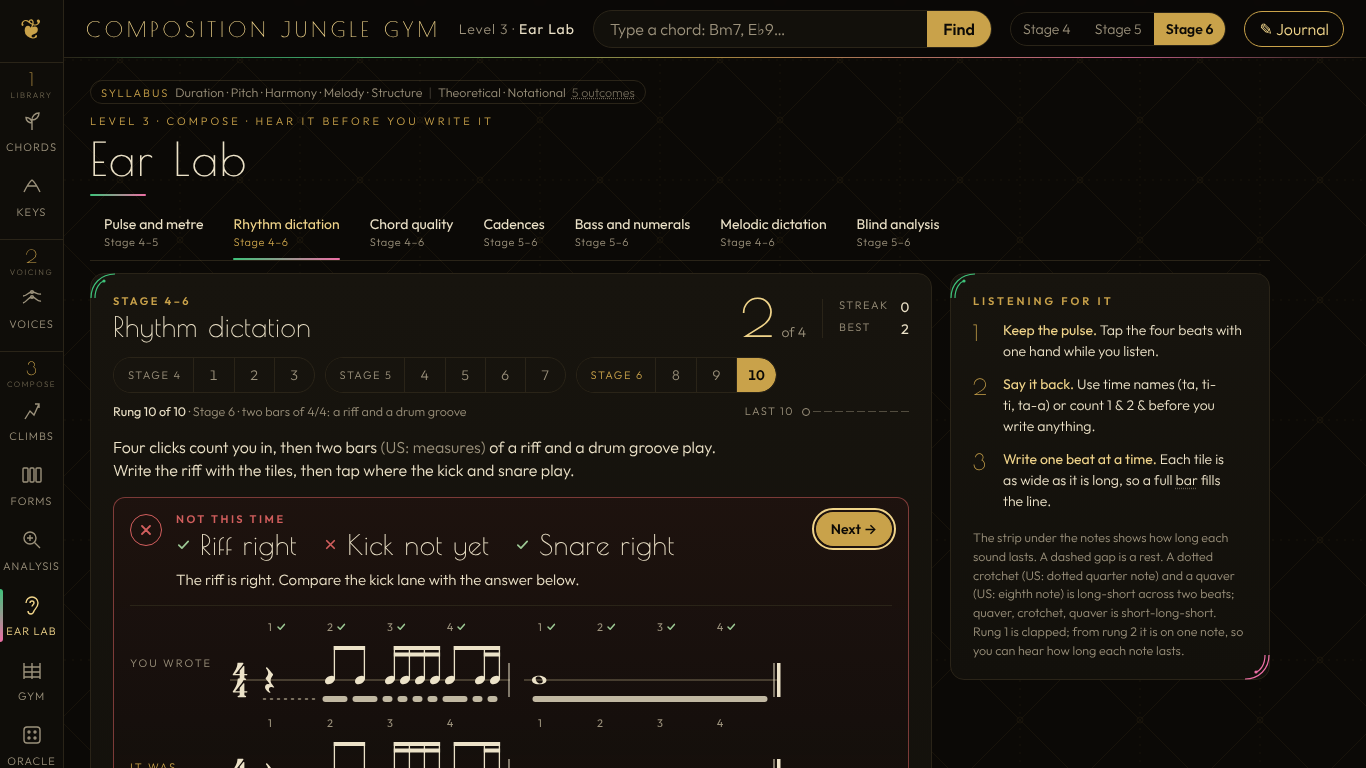 COMPOSITION JUNGLE GYM
Level 3 · Ear Lab
Type a chord: Bm7, E♭9...
Find
Stage 4
Stage 5
Stage 6
✎ Journal
1
LIBRARY
CHORDS
KEYS
2
VOICING
VOICES
3
COMPOSE
CLIMBS
FORMS
ANALYSIS
EAR LAB
GYM
ORACLE
SYLLABUS Duration · Pitch · Harmony · Melody · Structure | Theoretical · Notational 5 outcomes
LEVEL 3 · COMPOSE · HEAR IT BEFORE YOU WRITE IT
Ear Lab
Pulse and metre
Stage 4–5
Rhythm dictation
Stage 4–6
Chord quality
Stage 4–6
Cadences
Stage 5–6
Bass and numerals
Stage 5–6
Melodic dictation
Stage 4–6
Blind analysis
Stage 5–6
STAGE 4–6
Rhythm dictation
2 of 4
STREAK 0
BEST 2
STAGE 4 1 2 3
STAGE 5 4 5 6 7
STAGE 6 8 9 10
Rung 10 of 10 · Stage 6 · two bars of 4/4: a riff and a drum groove
LAST 10
Four clicks count you in, then two bars (US: measures) of a riff and a drum groove play.
Write the riff with the tiles, then tap where the kick and snare play.
NOT THIS TIME
✓ Riff right ✕ Kick not yet ✓ Snare right
Next →
The riff is right. Compare the kick lane with the answer below.
1 ✓ 2 ✓ 3 ✓ 4 ✓ 1 ✓ 2 ✓ 3 ✓ 4 ✓
YOU WROTE
4
4
1 2 3 4 1 2 3 4
IT WAS
4
LISTENING FOR IT
1 Keep the pulse. Tap the four beats with
one hand while you listen.
2 Say it back. Use time names (ta, ti-
ti, ta-a) or count 1 & 2 & before you
write anything.
3 Write one beat at a time. Each tile is
as wide as it is long, so a full bar fills
the line.
The strip under the notes shows how long each
sound lasts. A dashed gap is a rest. A dotted
crotchet (US: dotted quarter note) and a quaver
(US: eighth note) is long-short across two beats;
quaver, crotchet, quaver is short-long-short.
Rung 1 is clapped; from rung 2 it is on one note, so
you can hear how long each note lasts.